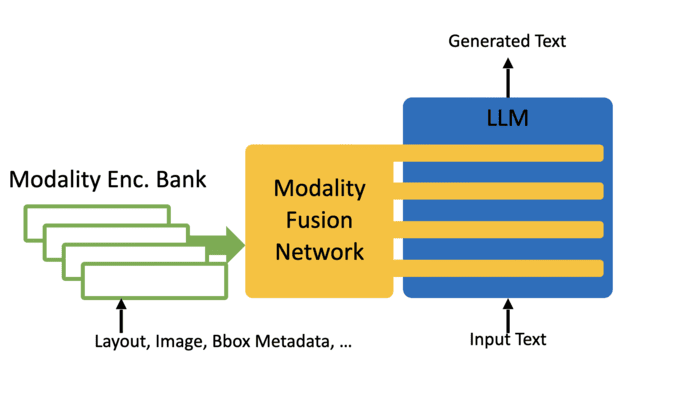 Generated Text
LLM
Modality Enc. Bank
Modality
Fusion
Network
Layout, Image, Bbox Metadata, ...
Input Text